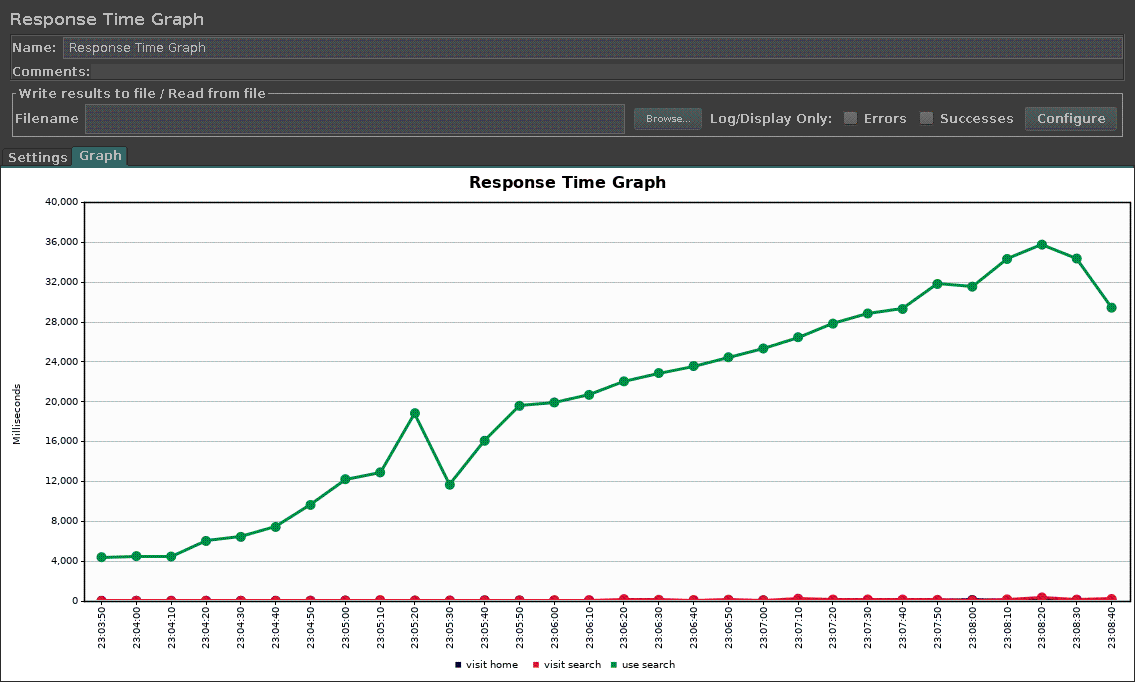 Response Time Graph
Name: Response Time Graph
Comments:
Write results to file / Read from file
Filename Browse... Log/Display Only: Errors Successes Configure
Settings Graph
Response Time Graph
40,000
36,000
32,000
28,000
24,000
20,000
16,000
12,000
8,000
4,000
0
Milliseconds
23:03:50 23:04:00 23:04:10 23:04:20 23:04:30 23:04:40 23:04:50 23:05:00 23:05:10 23:05:20 23:05:30 23:05:40 23:05:50 23:06:00 23:06:10 23:06:20 23:06:30 23:06:40 23:06:50 23:07:00 23:07:10 23:07:20 23:07:30 23:07:40 23:07:50 23:08:00 23:08:10 23:08:20 23:08:30 23:08:40
visit home visit search use search